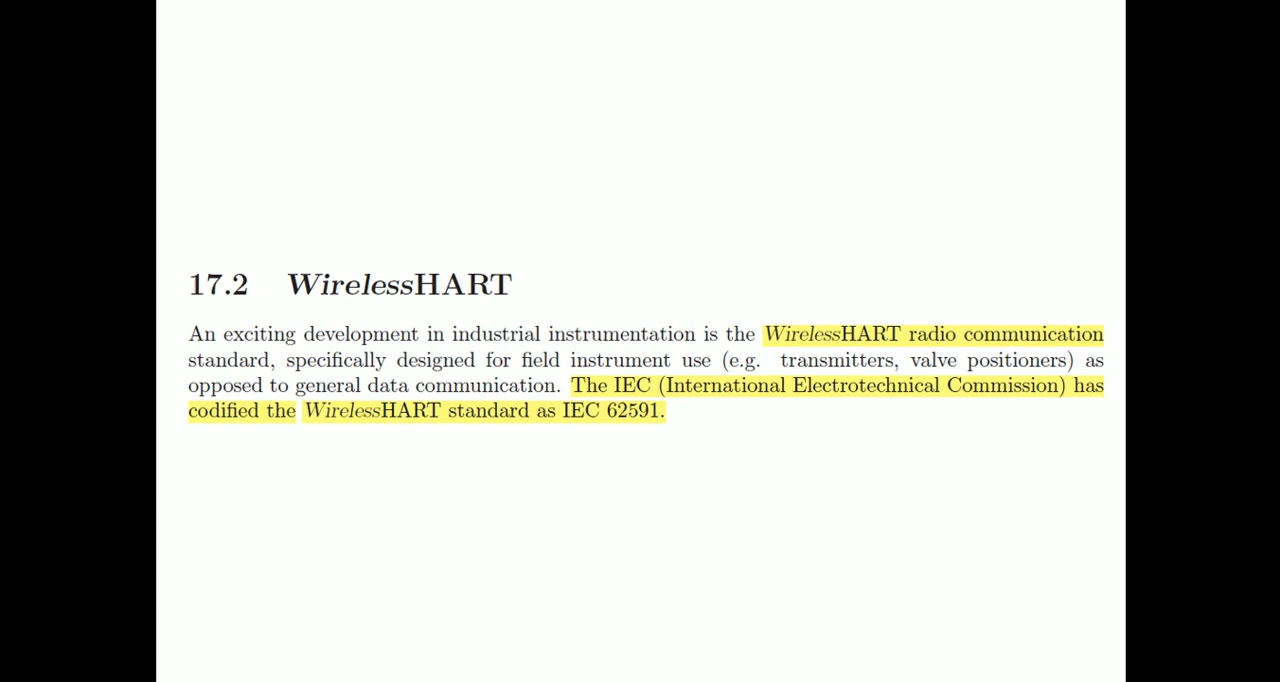 17.2 WirelessHART
An exciting development in industrial instrumentation is the WirelessHART radio communication
standard, specifically designed for field instrument use (e.g. transmitters, valve positioners) as
opposed to general data communication. The IEC (International Electrotechnical Commission) has
codified the WirelessHART standard as IEC 62591.